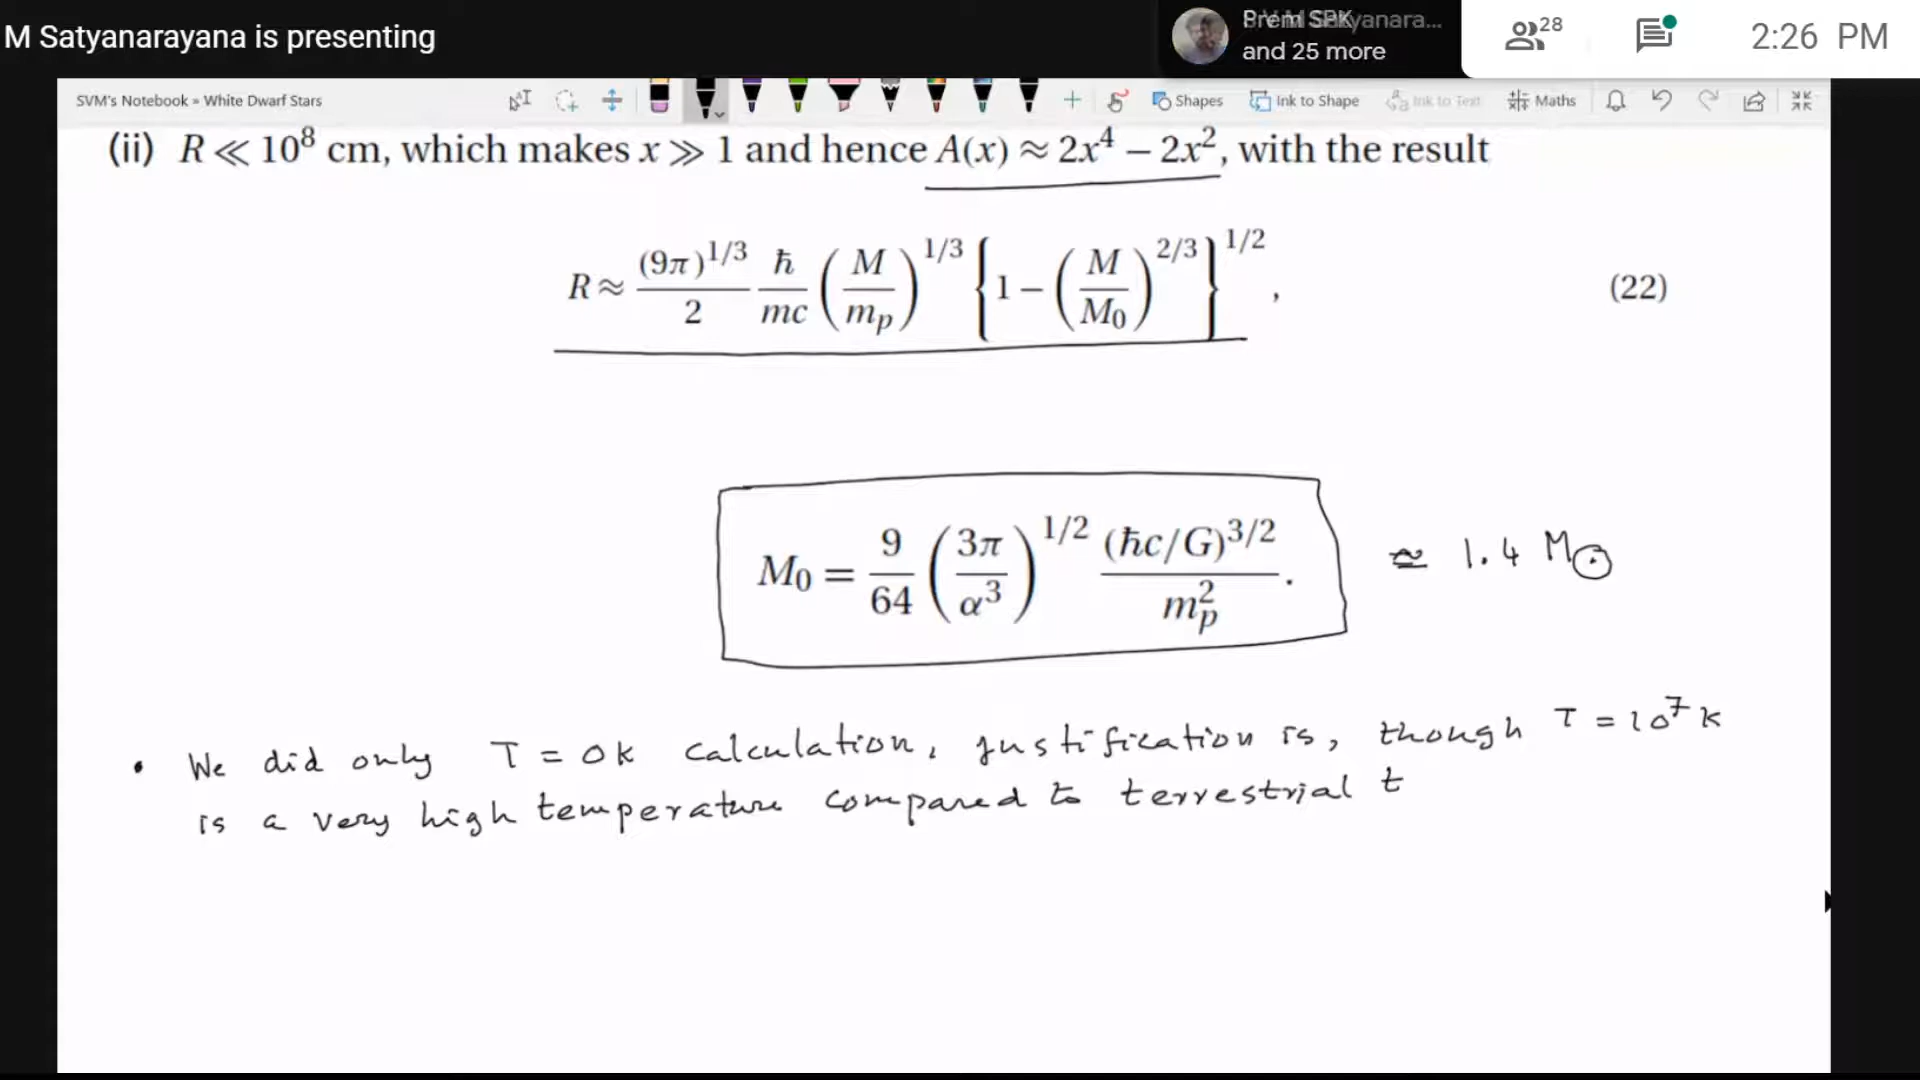 M Satyanarayana is presenting
and 25 more
28
2:26 PM
SVM's Notebook » White Dwarf Stars
Shapes
Ink to Shape
Ink to Text
Maths
(ii) R ≪ 10⁸ cm, which makes x ≫ 1 and hence A(x) ≈ 2x⁴ − 2x², with the result
R ≈ (9π)^{1/3}/2 ħ/mc (M/m_p)^{1/3} {1 − (M/M₀)^{2/3}}^{1/2}, (22)
M₀ = 9/64 (3π/α³)^{1/2} (ħc/G)^{3/2}/m_p². ≃ 1.4 M☉
• We did only T = 0K calculation, justification is, though T = 10⁷ K
is a very high temperature compared to terrestrial t